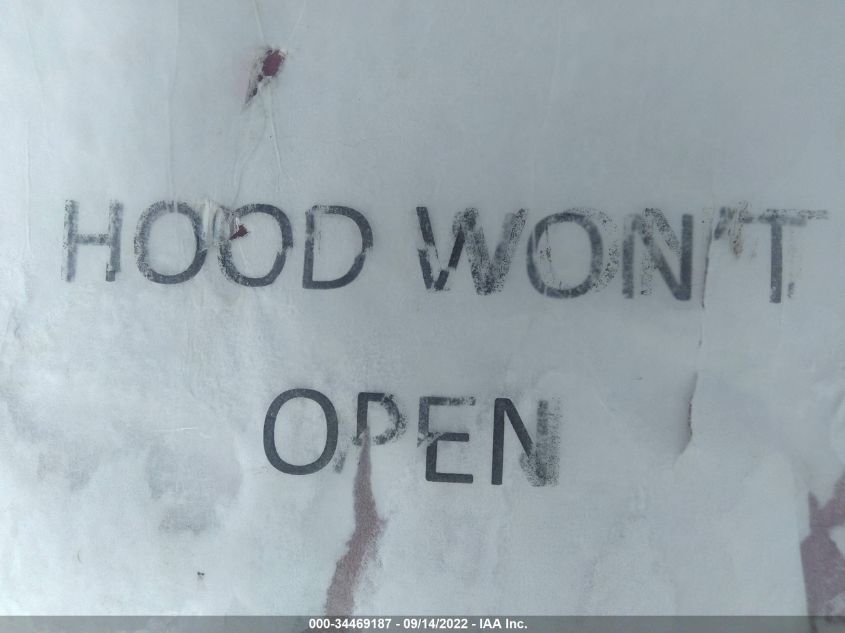 HOOD WON'T
OPEN
000-34469187 - 09/14/2022 - IAA Inc.